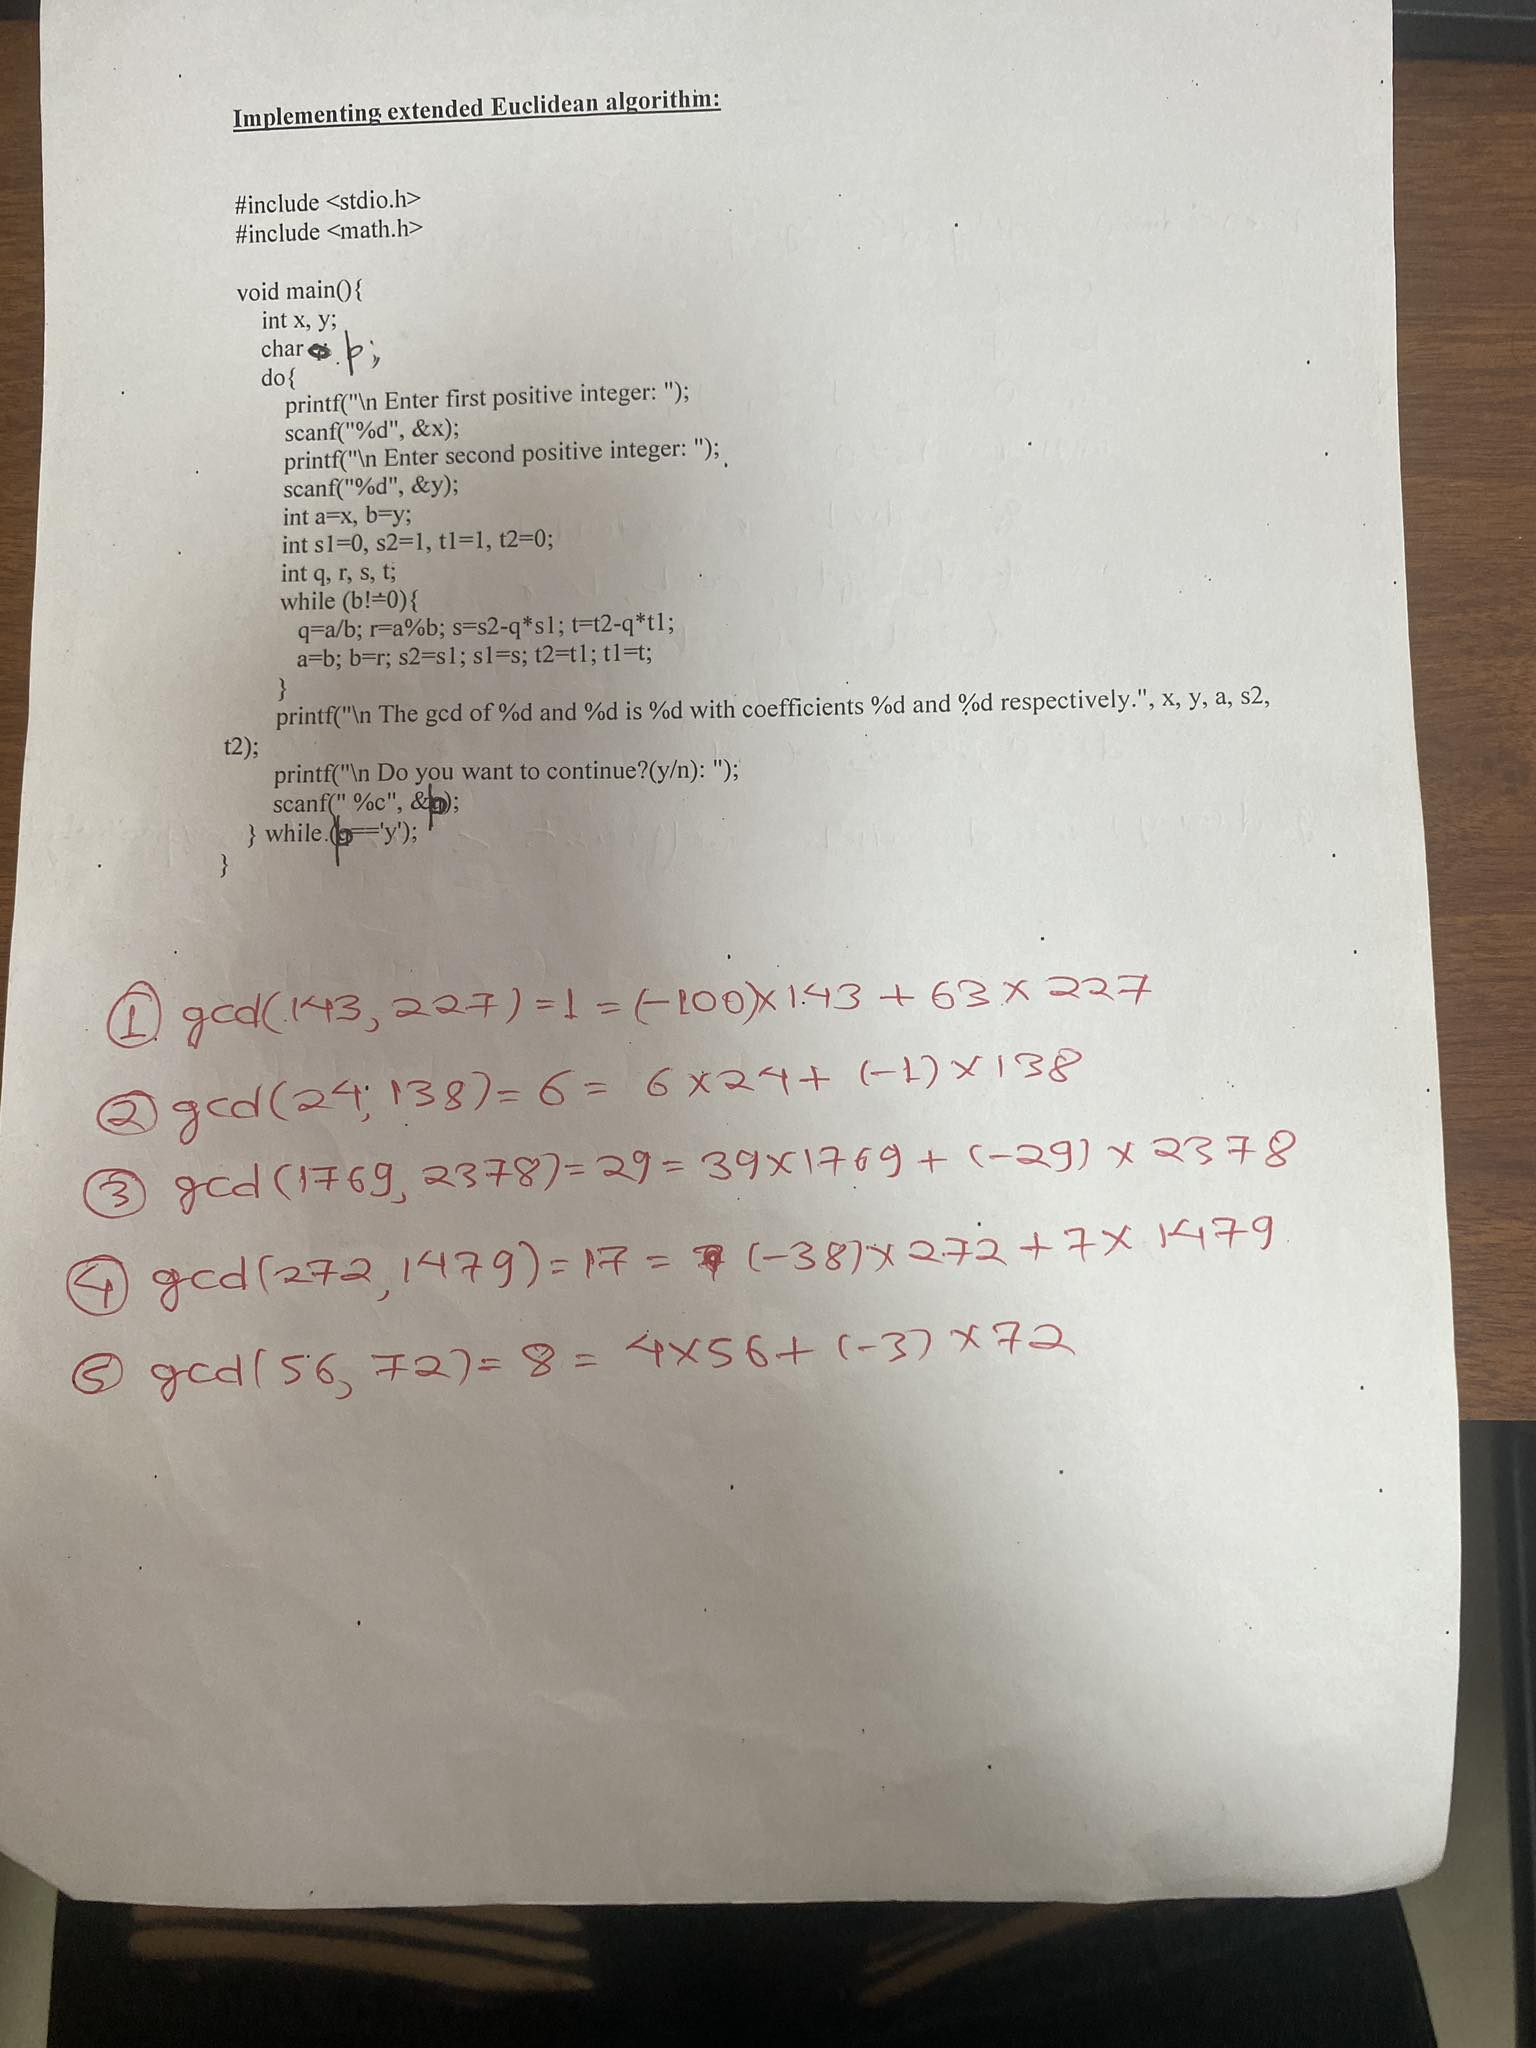 Implementing extended Euclidean algorithm:
#include <stdio.h>
#include <math.h>
void main(){
int x, y;
char p;
do{
printf("\n Enter first positive integer: ");
scanf("%d", &x);
printf("\n Enter second positive integer: ");
scanf("%d", &y);
int a=x, b=y;
int s1=0, s2=1, t1=1, t2=0;
int q, r, s, t;
while (b!=0){
q=a/b; r=a%b; s=s2-q*s1; t=t2-q*t1;
a=b; b=r; s2=s1; s1=s; t2=t1; t1=t;
}
printf("\n The gcd of %d and %d is %d with coefficients %d and %d respectively.", x, y, a, s2,
t2);
printf("\n Do you want to continue?(y/n): ");
scanf(" %c", &p);
} while (p=='y');
}
① gcd(143, 227) = 1 = (-100)×143 + 63 × 227
② gcd(24, 138) = 6 = 6×24 + (-1) × 138
③ gcd(1769, 2378) = 29 = 39×1769 + (-29) × 2378
④ gcd(272, 1479) = 17 = (-38)×272 + 7× 1479
⑤ gcd(56, 72) = 8 = 4×56 + (-3) ×72